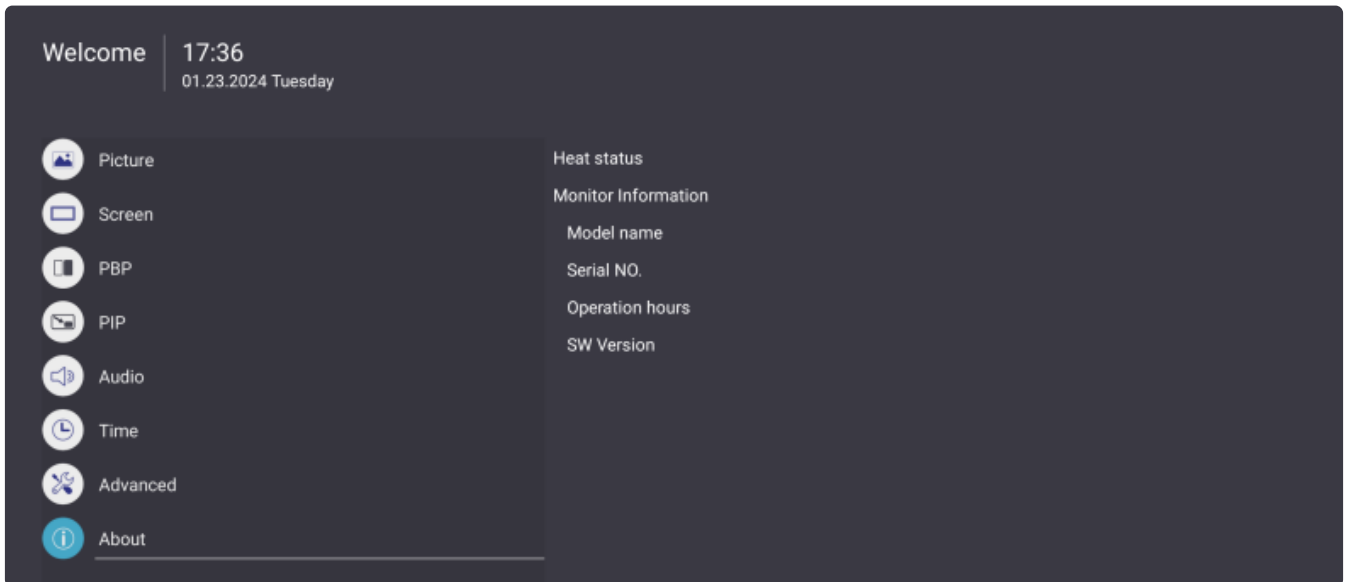 Welcome
17:36
01.23.2024 Tuesday
Picture
Screen
PBP
PIP
Audio
Time
Advanced
About
Heat status
Monitor Information
Model name
Serial NO.
Operation hours
SW Version